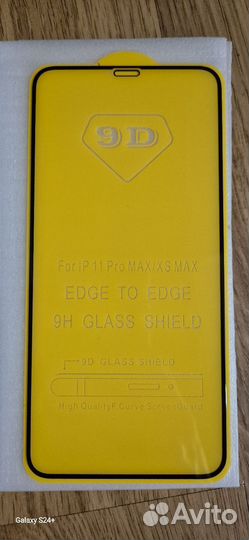 9D
For iP 11 Pro MAX/XS MAX
EDGE TO EDGE
9H GLASS SHIELD
9D GLASS SHIELD
High Quality F Curve Screen Guard
Galaxy S24+
Avito